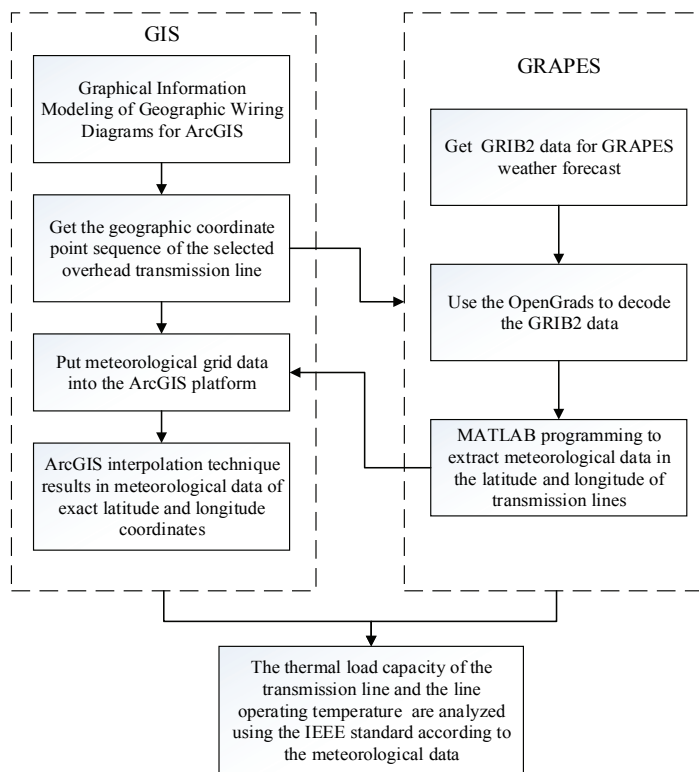 GIS
Graphical Information
Modeling of Geographic Wiring
Diagrams for ArcGIS
Get the geographic coordinate
point sequence of the selected
overhead transmission line
Put meteorological grid data
into the ArcGIS platform
ArcGIS interpolation technique
results in meteorological data of
exact latitude and longitude
coordinates
GRAPES
Get GRIB2 data for GRAPES
weather forecast
Use the OpenGrads to decode
the GRIB2 data
MATLAB programming to
extract meteorological data in
the latitude and longitude of
transmission lines
The thermal load capacity of the
transmission line and the line
operating temperature are analyzed
using the IEEE standard according to
the meteorological data